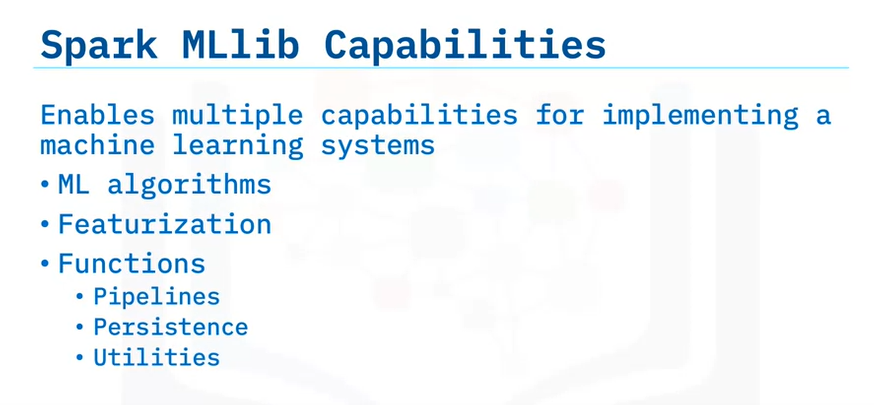 Spark MLlib Capabilities
Enables multiple capabilities for implementing a
machine learning systems
• ML algorithms
• Featurization
• Functions
• Pipelines
• Persistence
• Utilities